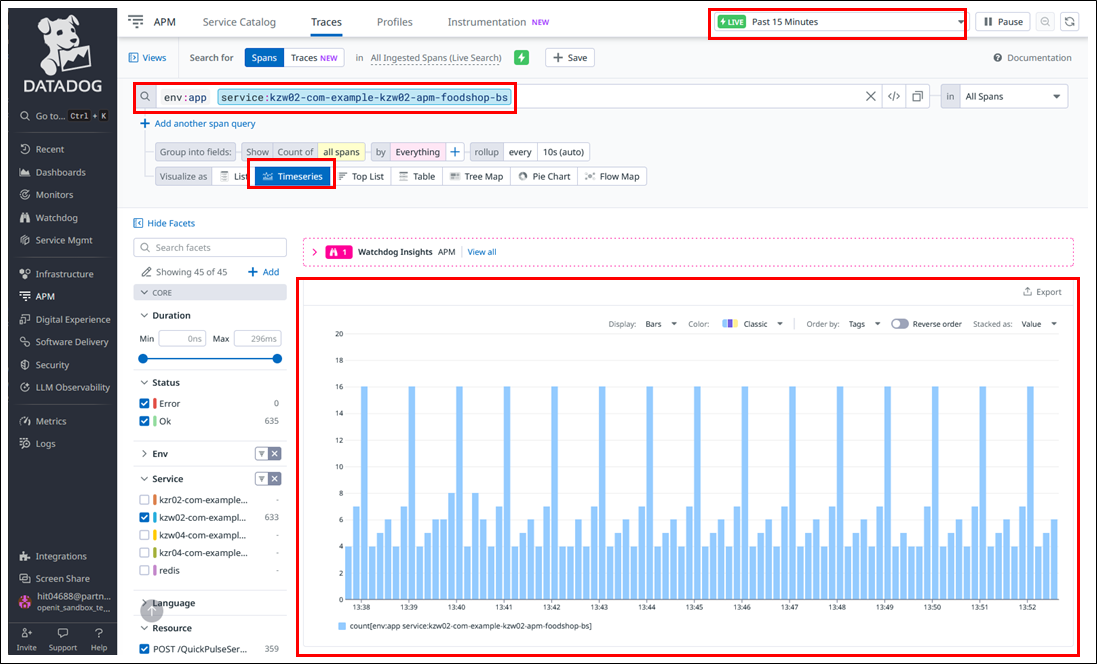 DATADOG
Go to... Ctrl + K
Recent
Dashboards
Monitors
Watchdog
Service Mgmt
Infrastructure
APM
Digital Experience
Software Delivery
Security
LLM Observability
Metrics
Logs
Integrations
Screen Share
hit04688@partn...
openit_sandbox_te...
Invite Support Help
APM Service Catalog Traces Profiles Instrumentation NEW
LIVE Past 15 Minutes Pause
Views Search for Spans Traces NEW in All Ingested Spans (Live Search) Save Documentation
env:app service:kzw02-com-example-kzw02-apm-foodshop-bs in All Spans
Add another span query
Group into fields: Show Count of all spans by Everything rollup every 10s (auto)
Visualize as List Timeseries Top List Table Tree Map Pie Chart Flow Map
Hide Facets
Search facets
Showing 45 of 45 Add
CORE
Duration
Min 0ns Max 296ms
Status
Error 0
Ok 635
Env
Service
kzr02-com-example... -
kzw02-com-exampl... 633
kzw04-com-exampl... -
kzr04-com-example... -
redis -
Language
Resource
POST /QuickPulseSer... 359
1 Watchdog Insights APM View all
Export
Display: Bars Color: Classic Order by: Tags Reverse order Stacked as: Value
20
18
16
14
12
10
8
6
4
2
0
13:38 13:39 13:40 13:41 13:42 13:43 13:44 13:45 13:46 13:47 13:48 13:49 13:50 13:51 13:52
count[env:app service:kzw02-com-example-kzw02-apm-foodshop-bs]